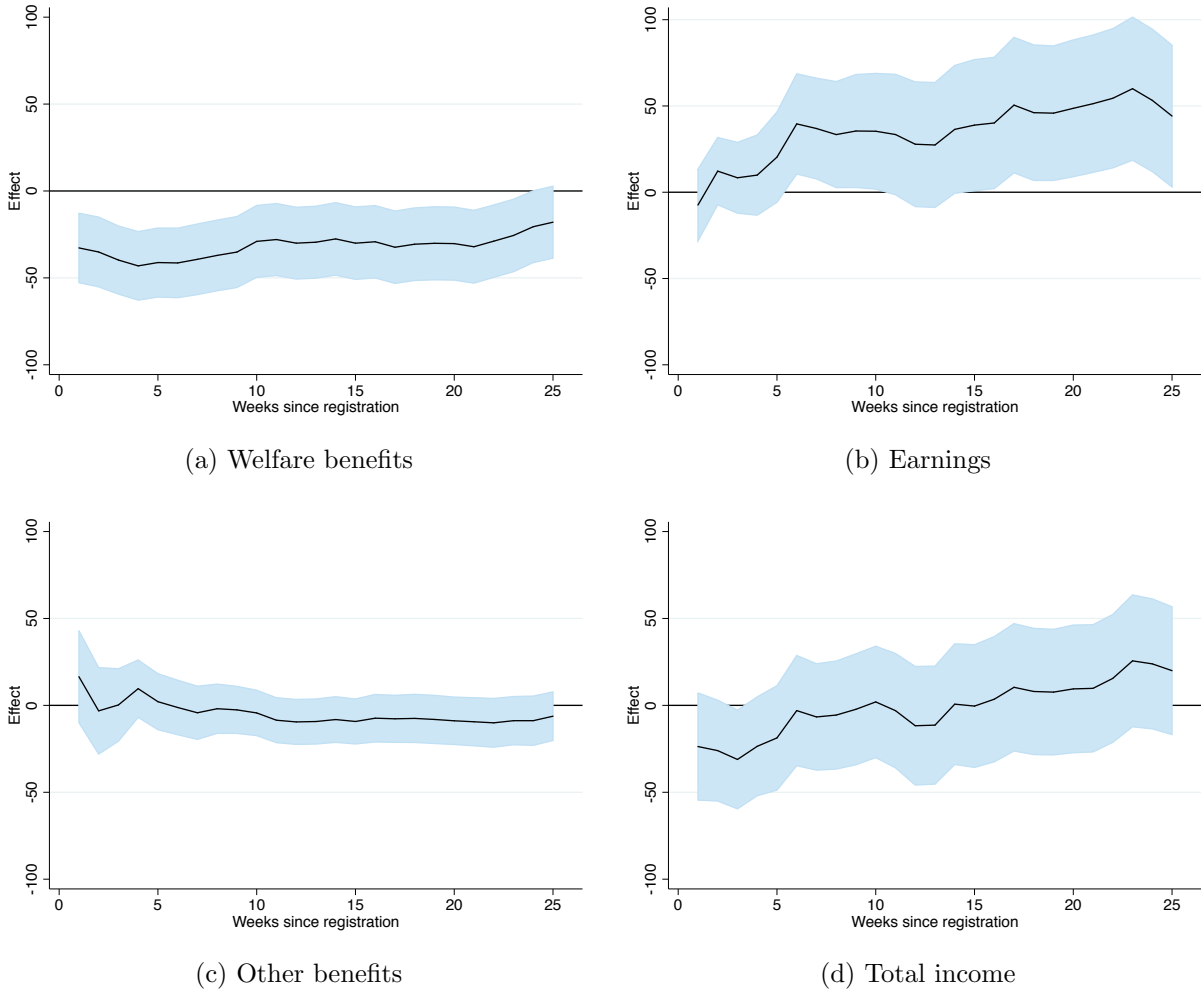 100
50
0
-50
-100
Effect
0 5 10 15 20 25
Weeks since registration
(a) Welfare benefits
100
50
0
-50
-100
Effect
0 5 10 15 20 25
Weeks since registration
(b) Earnings
100
50
0
-50
-100
Effect
0 5 10 15 20 25
Weeks since registration
(c) Other benefits
100
50
0
-50
-100
Effect
0 5 10 15 20 25
Weeks since registration
(d) Total income